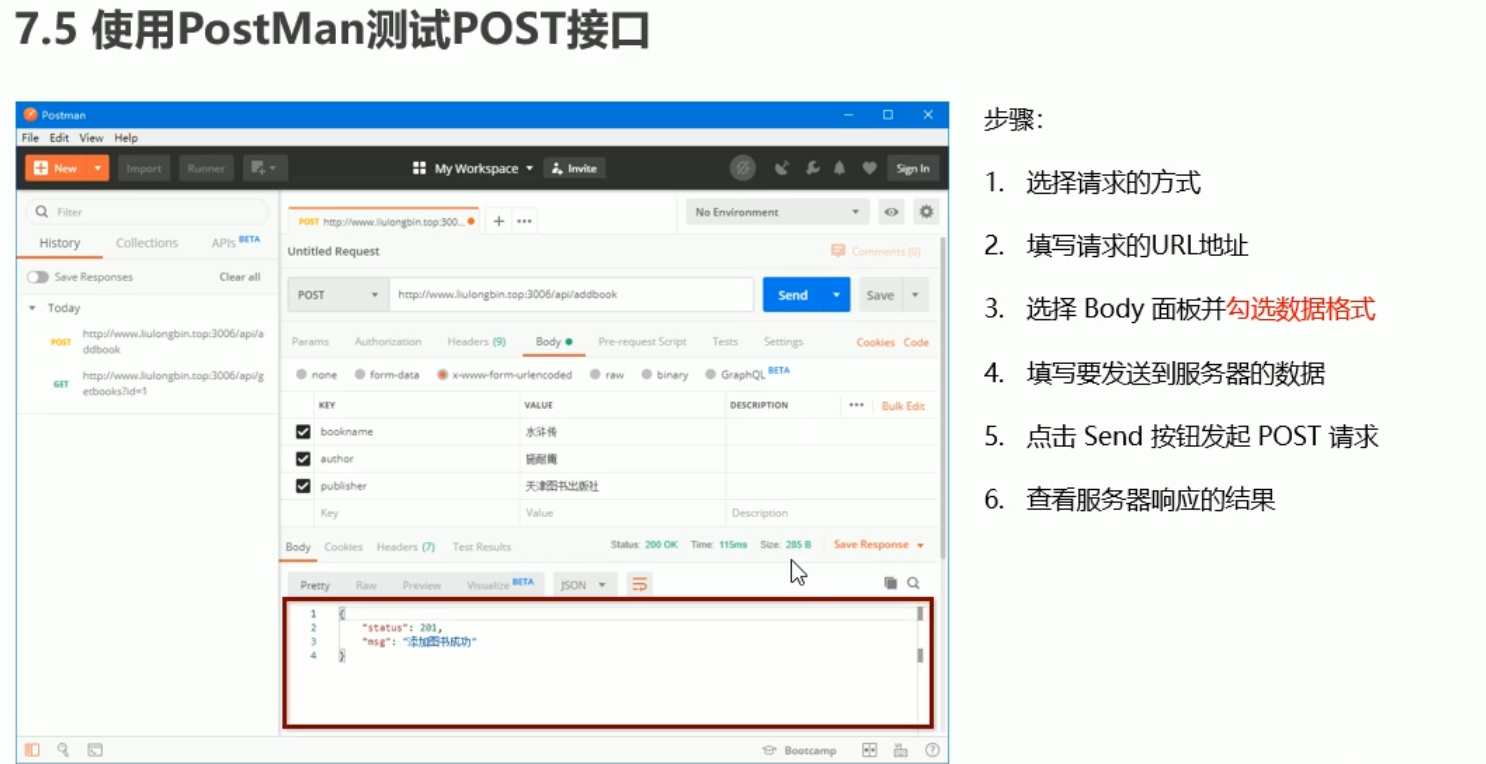 7.5 使用PostMan测试POST接口
Postman
File Edit View Help
New Import Runner My Workspace Invite Sign In
Filter
History Collections APIs BETA
Save Responses Clear all
Today
POST http://www.liulongbin.top:3006/api/a
ddbook
GET http://www.liulongbin.top:3006/api/g
etbooks?id=1
POST http://www.liulongbin.top:300... + ••• No Environment
Untitled Request Comments (0)
POST http://www.liulongbin.top:3006/api/addbook Send Save
Params Authorization Headers (9) Body Pre-request Script Tests Settings Cookies Code
none form-data x-www-form-urlencoded raw binary GraphQL BETA
KEY VALUE DESCRIPTION ••• Bulk Edit
bookname 水浒传
author 施耐庵
publisher 天津图书出版社
Key Value Description
Body Cookies Headers (7) Test Results Status: 200 OK Time: 115ms Size: 285 B Save Response
Pretty Raw Preview Visualize BETA JSON
1 {
2 "status": 201,
3 "msg": "添加图书成功"
4 }
Bootcamp
步骤：
1. 选择请求的方式
2. 填写请求的URL地址
3. 选择 Body 面板并勾选数据格式
4. 填写要发送到服务器的数据
5. 点击 Send 按钮发起 POST 请求
6. 查看服务器响应的结果